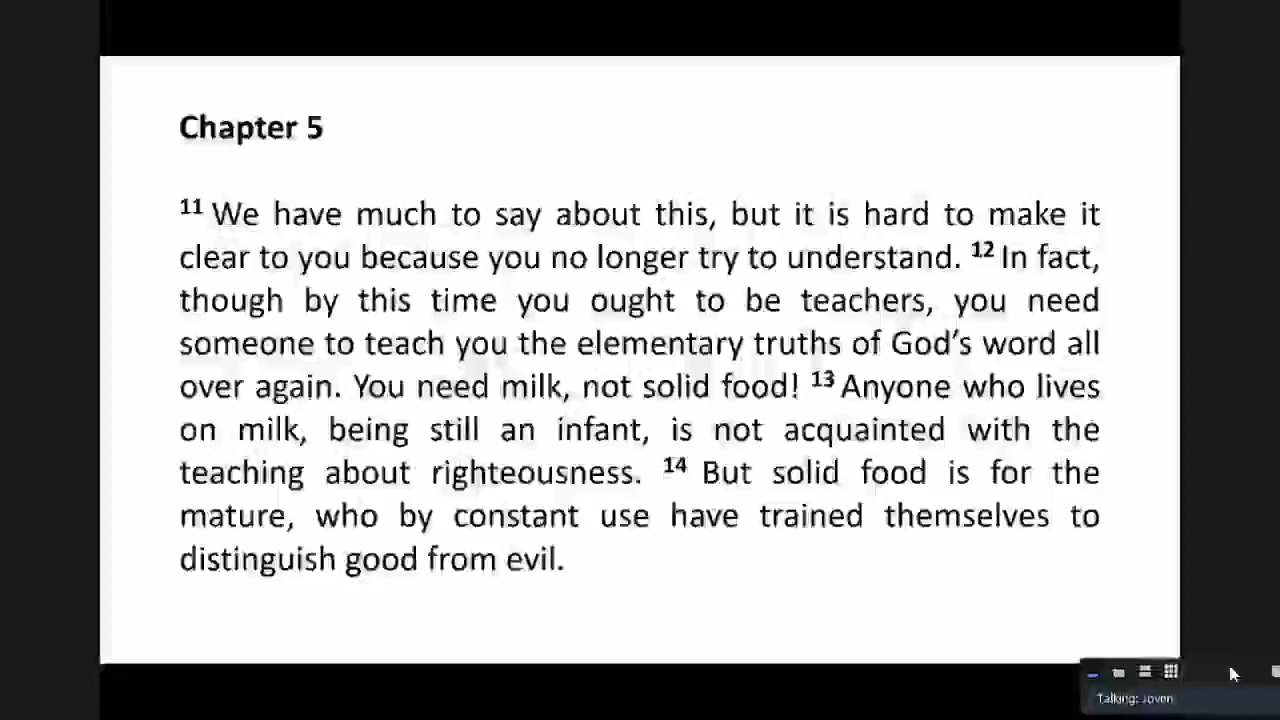 Chapter 5
11 We have much to say about this, but it is hard to make it
clear to you because you no longer try to understand. 12 In fact,
though by this time you ought to be teachers, you need
someone to teach you the elementary truths of God’s word all
over again. You need milk, not solid food! 13 Anyone who lives
on milk, being still an infant, is not acquainted with the
teaching about righteousness. 14 But solid food is for the
mature, who by constant use have trained themselves to
distinguish good from evil.
Talking: Joven